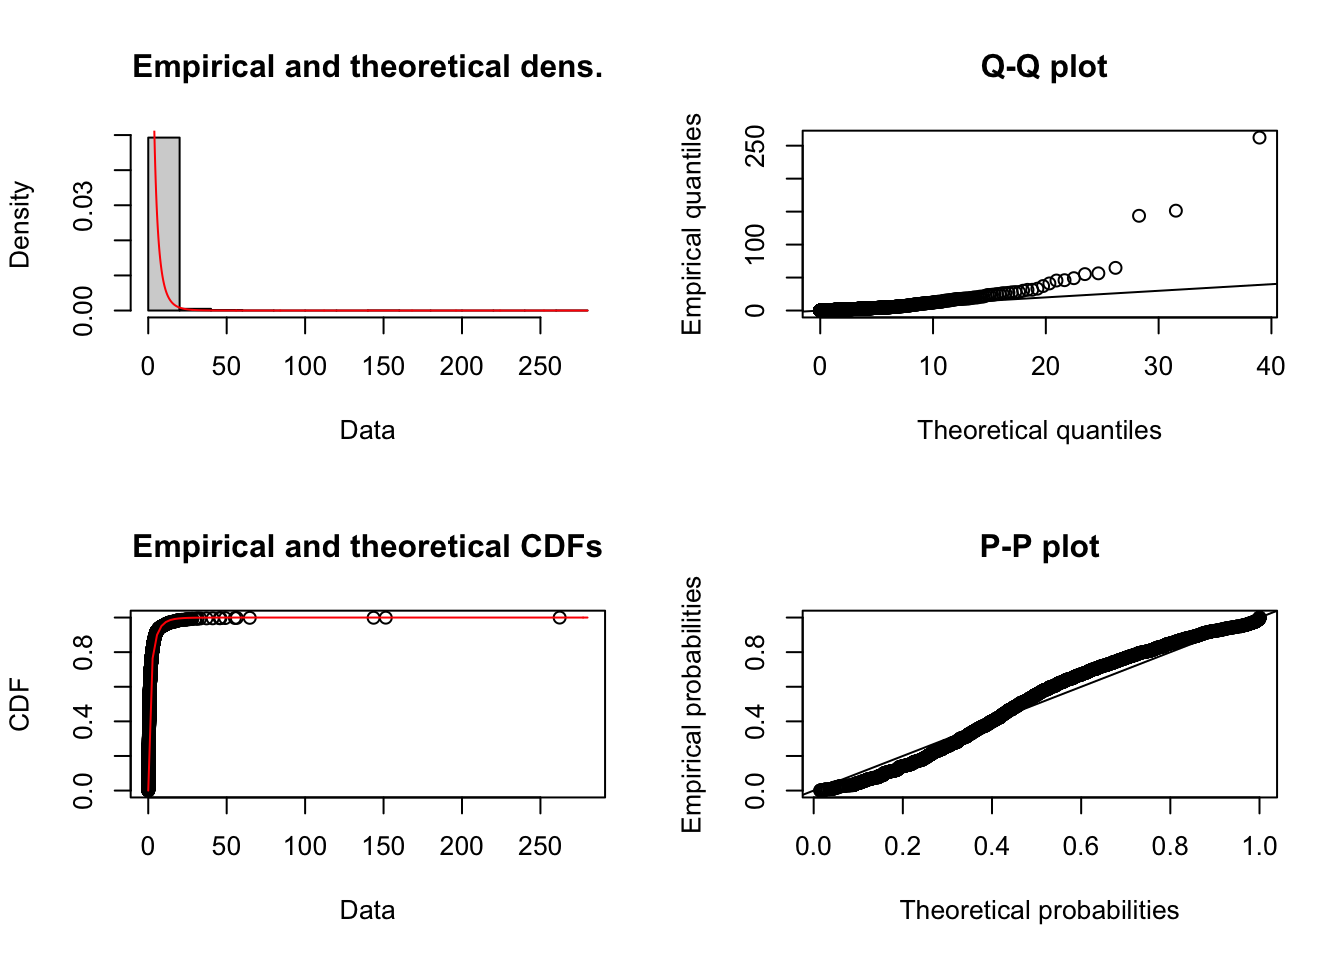 Empirical and theoretical dens.
Density
0.00 0.03
0 50 100 150 200 250
Data
Q-Q plot
Empirical quantiles
0 100 250
0 10 20 30 40
Theoretical quantiles
Empirical and theoretical CDFs
CDF
0.0 0.4 0.8
0 50 100 150 200 250
Data
P-P plot
Empirical probabilities
0.0 0.4 0.8
0.0 0.2 0.4 0.6 0.8 1.0
Theoretical probabilities